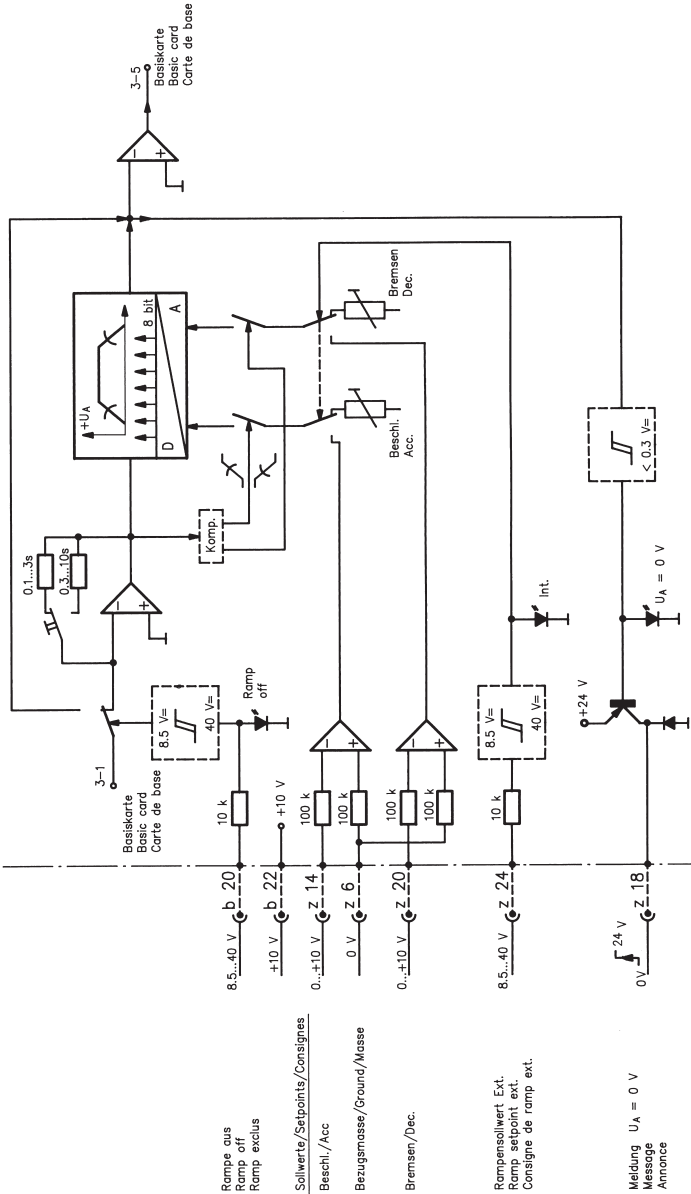 Rampe aus
Ramp off
Ramp exclus
Sollwerte/Setpoints/Consignes
Beschl./Acc
Bezugsmasse/Ground/Masse
Bremsen/Dec.
Rampensollwert Ext.
Ramp setpoint ext.
Consigne de ramp ext.
Meldung U_A = 0 V
Message
Annonce
8.5...40 V
b 20
+10 V
b 22
0...+10 V
z 14
0 V
z 6
0...+10 V
z 20
8.5...40 V
z 24
0V
24 V
z 18
Basiskarte
Basic card
Carte de base
3-1
10 k
+10 V
100 k
100 k
100 k
100 k
10 k
8.5 V=
40 V=
Ramp
off
8.5 V=
40 V=
Int.
+24 V
U_A = 0 V
< 0.3 V=
0.1...3s
0.3...10s
-
+
-
+
-
+
Komp.
+U_A
8 bit
D
A
Beschl.
Acc.
Bremsen
Dec.
-
+
3-5
Basiskarte
Basic card
Carte de base